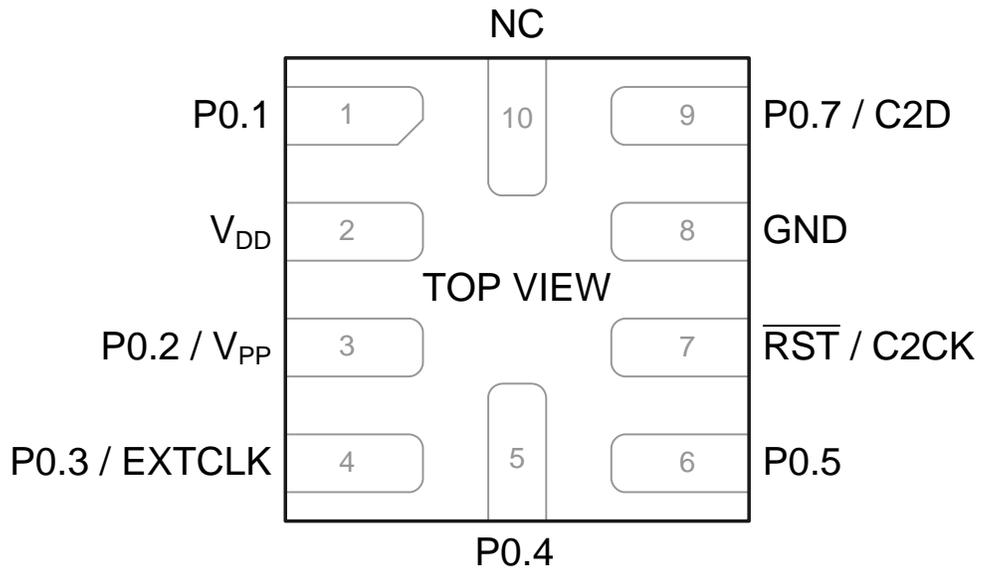 NC
P0.1 1 10 9 P0.7 / C2D
VDD 2 8 GND
TOP VIEW
P0.2 / VPP 3 7 RST / C2CK
P0.3 / EXTCLK 4 5 6 P0.5
P0.4